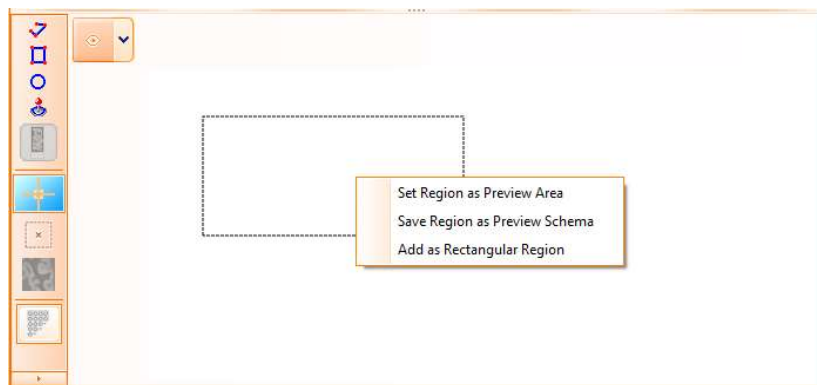 Set Region as Preview Area
Save Region as Preview Schema
Add as Rectangular Region